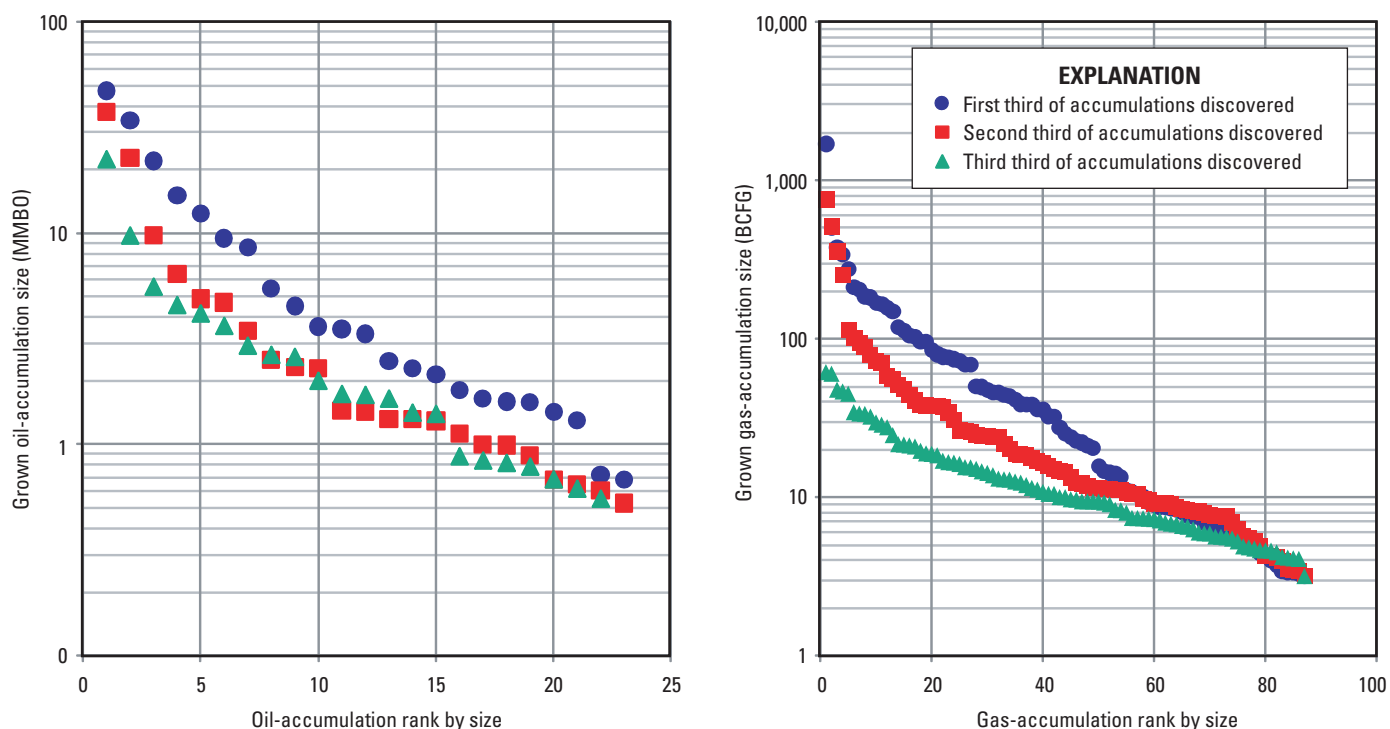 100
10
1
0
Grown oil-accumulation size (MMBO)
0
5
10
15
20
25
Oil-accumulation rank by size
10,000
1,000
100
10
1
Grown gas-accumulation size (BCFG)
EXPLANATION
First third of accumulations discovered
Second third of accumulations discovered
Third third of accumulations discovered
0
20
40
60
80
100
Gas-accumulation rank by size